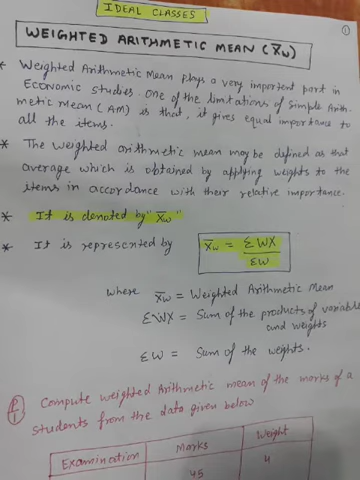 IDEAL CLASSES
1
WEIGHTED ARITHMETIC MEAN (X̄w)
* Weighted Arithmetic Mean plays a very important part in
Economic studies. One of the limitations of Simple Arith-
metic Mean (AM) is that, it gives equal importance to
all the items.
* The weighted arithmetic mean may be defined as that
average which is obtained by applying weights to the
items in accordance with their relative importance.
* It is denoted by "X̄w"
* It is represented by X̄w = ΣWX / ΣW
where X̄w = Weighted Arithmetic Mean
ΣWX = Sum of the products of variable
and weights
ΣW = Sum of the weights.
P/1 Compute weighted Arithmetic mean of the marks of a
students from the data given below
Examination Marks Weight
45 4